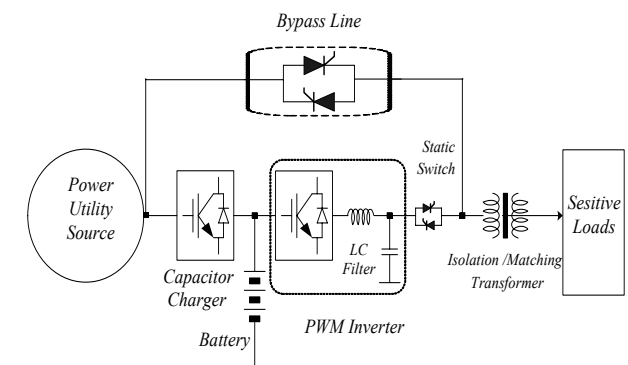 Bypass Line
Static
Switch
Power
Utility
Source
Sesitive
Loads
LC
Filter
Isolation /Matching
Transformer
Capacitor
Charger
Battery
PWM Inverter